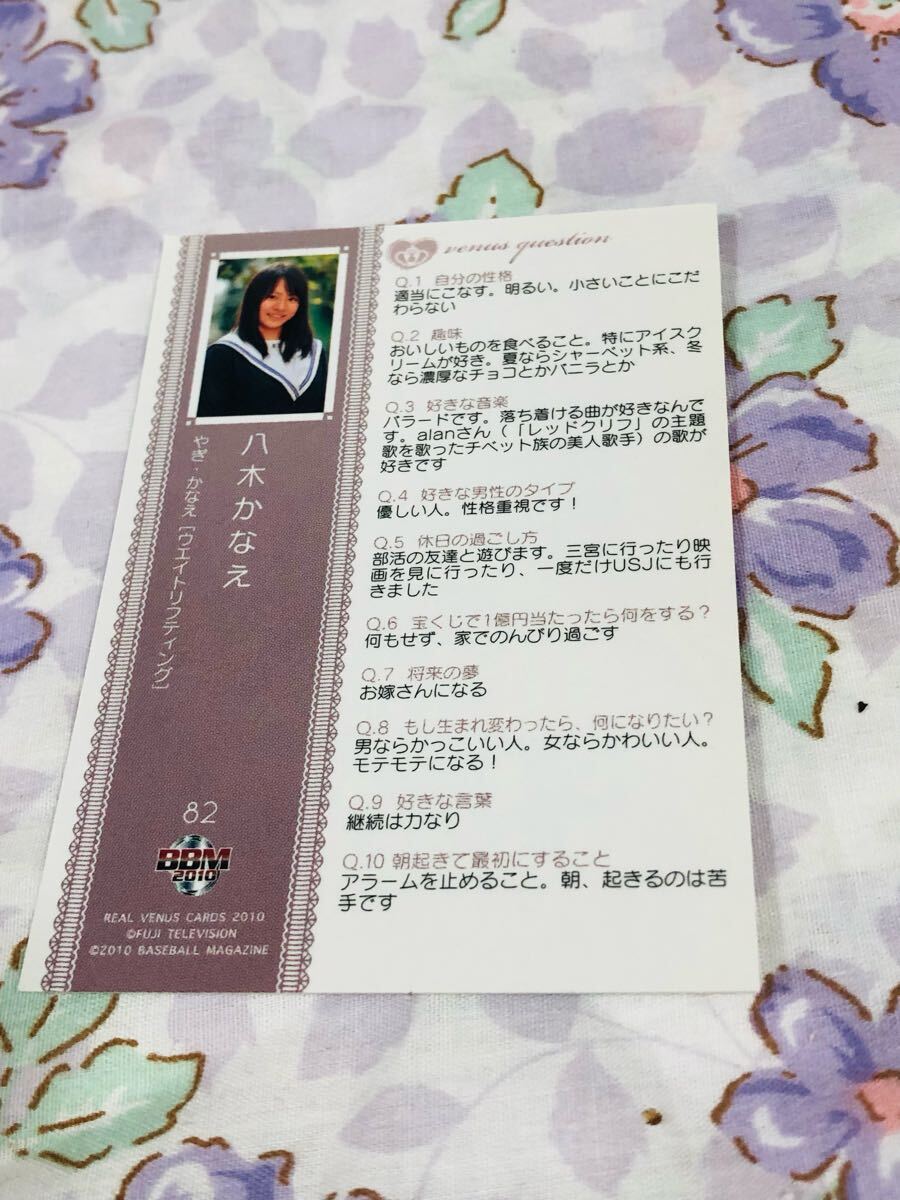 八木かなえ
やぎ・かなえ［ウエイトリフティング］
82
BBM
2010
REAL VENUS CARDS 2010
©FUJI TELEVISION
©2010 BASEBALL MAGAZINE
venus question
Q.1 自分の性格
適当にこなす。明るい。小さいことにこだ
わらない
Q.2 趣味
おいしいものを食べること。特にアイスク
リームが好き。夏ならシャーベット系、冬
なら濃厚なチョコとかバニラとか
Q.3 好きな音楽
バラードです。落ち着ける曲が好きなんで
す。alanさん（「レッドクリフ」の主題
歌を歌ったチベット族の美人歌手）の歌が
好きです
Q.4 好きな男性のタイプ
優しい人。性格重視です！
Q.5 休日の過ごし方
部活の友達と遊びます。三宮に行ったり映
画を見に行ったり、一度だけUSJにも行
きました
Q.6 宝くじで1億円当たったら何をする？
何もせず、家でのんびり過ごす
Q.7 将来の夢
お嫁さんになる
Q.8 もし生まれ変わったら、何になりたい？
男ならかっこいい人。女ならかわいい人。
モテモテになる！
Q.9 好きな言葉
継続は力なり
Q.10 朝起きて最初にすること
アラームを止めること。朝、起きるのは苦
手です